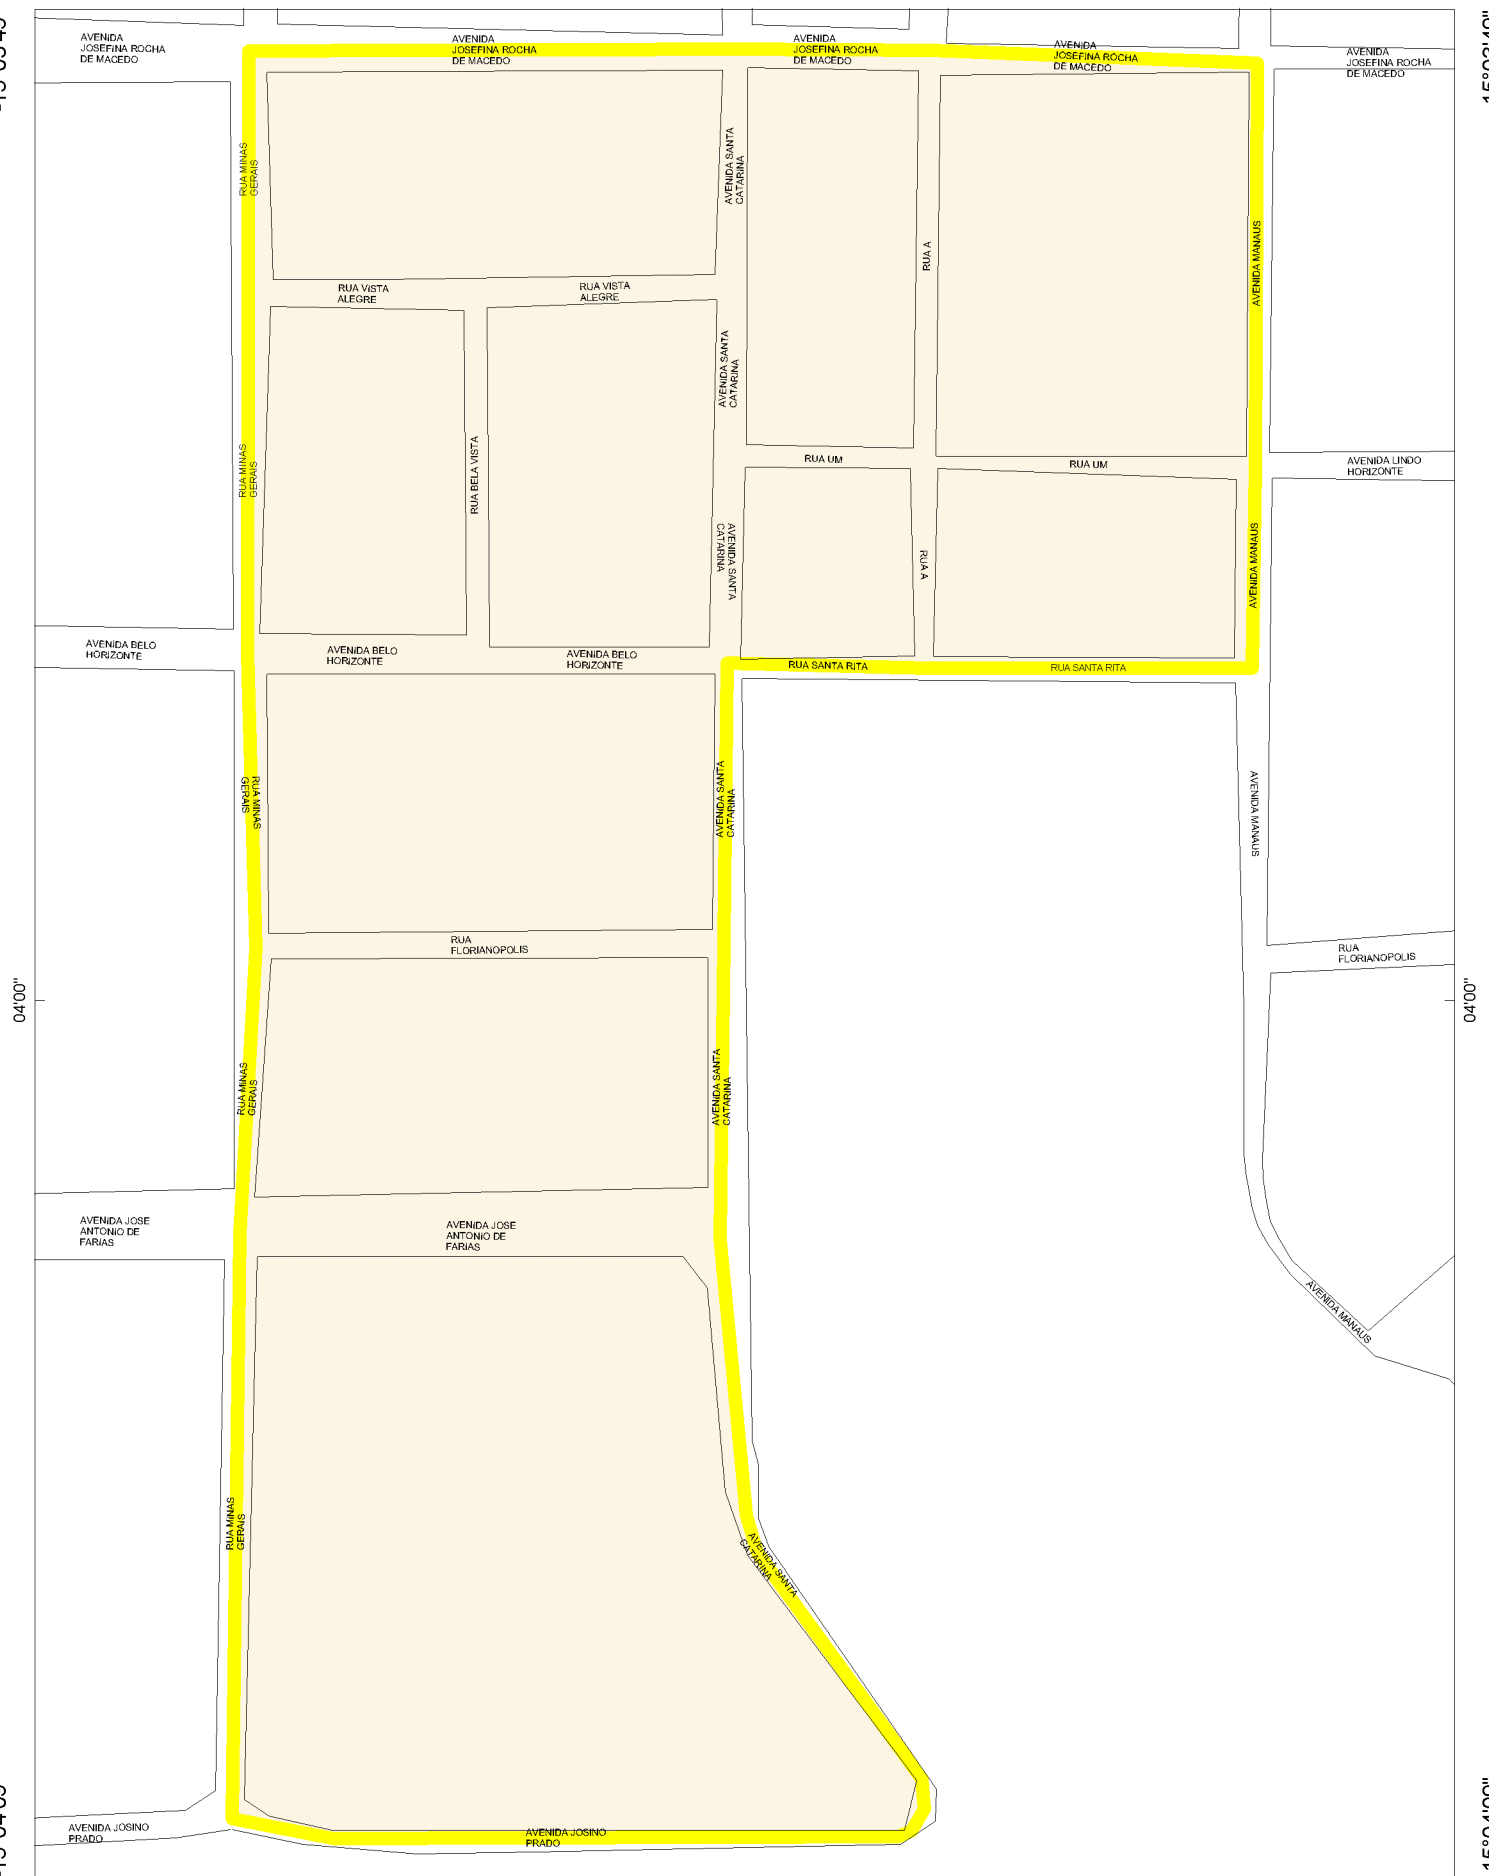 AVENIDA
JOSEFINA ROCHA
DE MACEDO
AVENIDA
JOSEFINA ROCHA
DE MACEDO
AVENIDA
JOSEFINA ROCHA
DE MACEDO
AVENIDA
JOSEFINA ROCHA
DE MACEDO
AVENIDA
JOSEFINA ROCHA
DE MACEDO
RUA MINAS
GERAIS
AVENIDA SANTA
CATARINA
RUA A
AVENIDA MANAUS
RUA VISTA
ALEGRE
RUA VISTA
ALEGRE
AVENIDA SANTA
CATARINA
RUA MINAS
GERAIS
RUA BELA VISTA
RUA UM
RUA UM
AVENIDA LINDO
HORIZONTE
AVENIDA SANTA
CATARINA
RUA A
AVENIDA MANAUS
AVENIDA BELO
HORIZONTE
AVENIDA BELO
HORIZONTE
AVENIDA BELO
HORIZONTE
RUA SANTA RITA
RUA SANTA RITA
RUA MINAS
GERAIS
AVENIDA SANTA
CATARINA
AVENIDA MANAUS
RUA
FLORIANOPOLIS
RUA
FLORIANOPOLIS
04'00"
04'00"
RUA MINAS
GERAIS
AVENIDA SANTA
CATARINA
AVENIDA JOSE
ANTONIO DE
FARIAS
AVENIDA JOSE
ANTONIO DE
FARIAS
AVENIDA MANAUS
RUA MINAS
GERAIS
AVENIDA SANTA
CATARINA
AVENIDA JOSINO
PRADO
AVENIDA JOSINO
PRADO